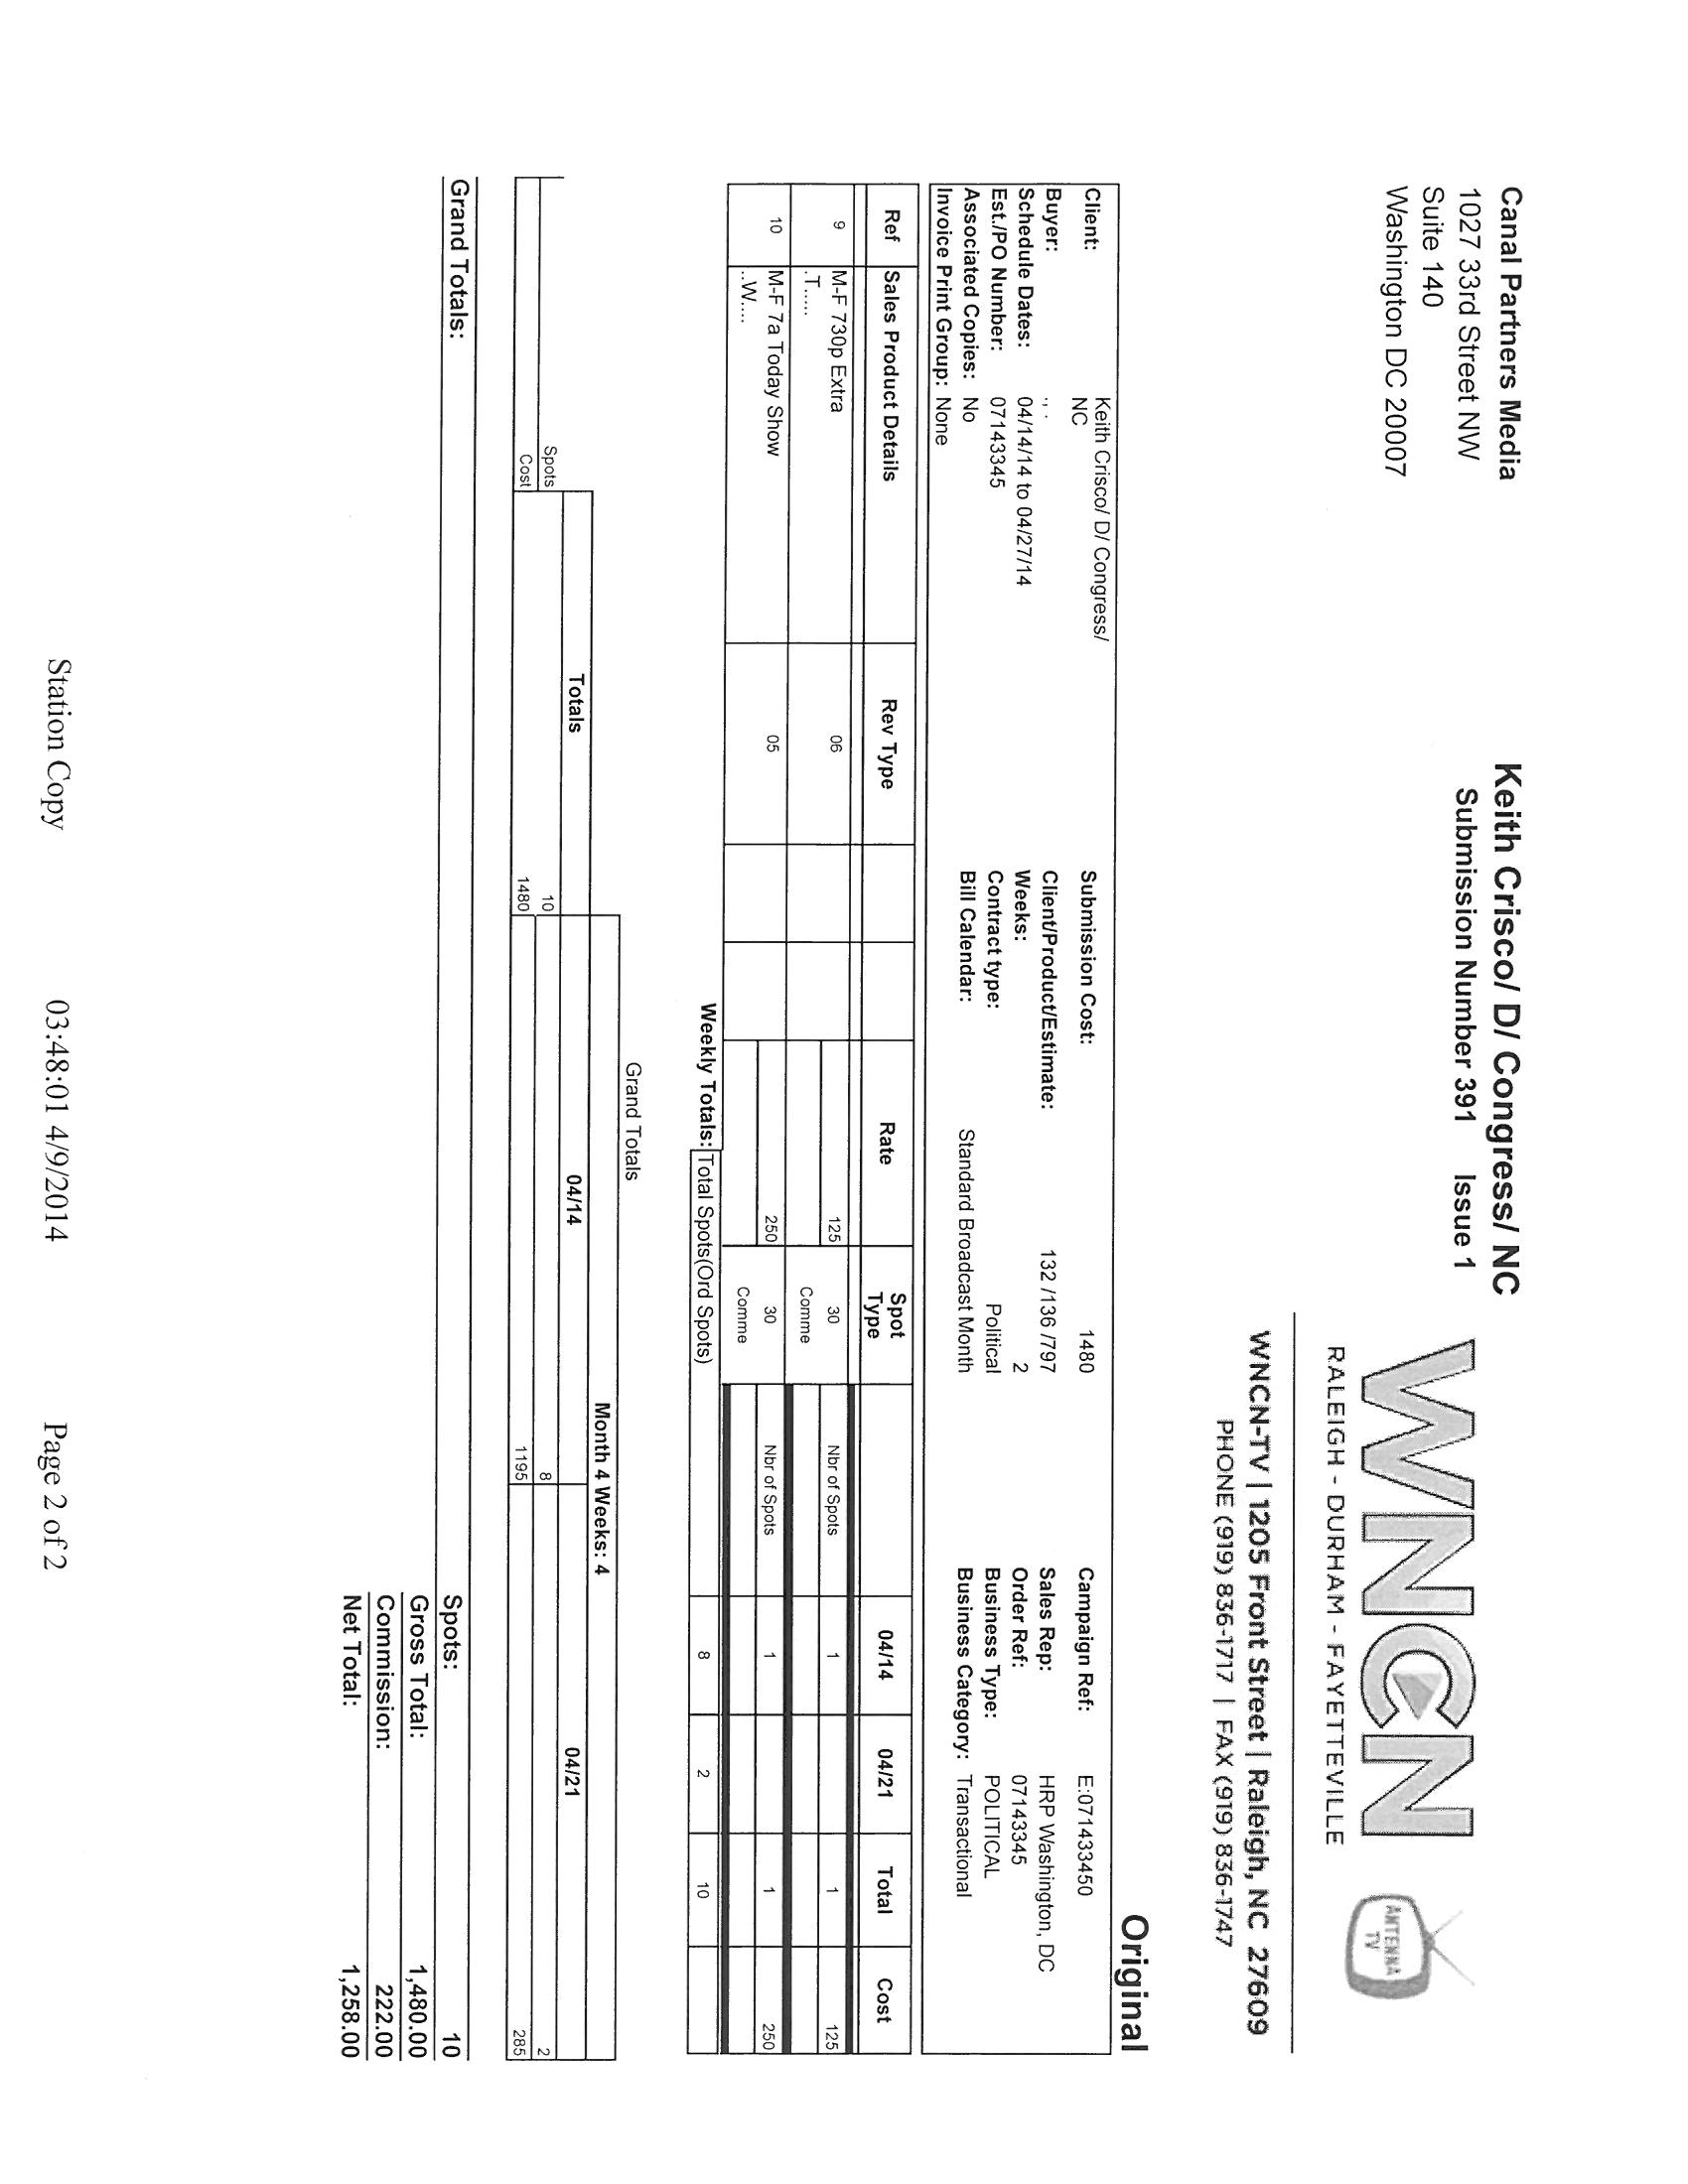 Canal Partners Media
1027 33rd Street NW
Suite 140
Washington DC 20007
Keith Crisco/ D/ Congress/ NC
Submission Number 391 Issue 1
WNCN
RALEIGH - DURHAM - FAYETTEVILLE
ANTENNA
TV
WNCN-TV | 1205 Front Street | Raleigh, NC 27609
PHONE (919) 836-1717 | FAX (919) 836-1747
Original
Client: Keith Crisco/ D/ Congress/
NC
Buyer: , .
Schedule Dates: 04/14/14 to 04/27/14
Est./PO Number: 07143345
Associated Copies: No
Invoice Print Group: None
Submission Cost: 1480
Client/Product/Estimate: 132 /136 /797
Weeks: 2
Contract type: Political
Bill Calendar: Standard Broadcast Month
Campaign Ref: E:071433450
Sales Rep: HRP Washington, DC
Order Ref: 07143345
Business Type: POLITICAL
Business Category: Transactional
Ref Sales Product Details Rev Type Rate Spot Type 04/14 04/21 Total Cost
9 M-F 730p Extra 06 125 30 Nbr of Spots 1 1 125
.T..... Comme
10 M-F 7a Today Show 05 250 30 Nbr of Spots 1 1 250
..W.... Comme
Weekly Totals: Total Spots(Ord Spots) 8 2 10
Grand Totals
Month 4 Weeks: 4
Totals 04/14 04/21
Spots 10 8 2
Cost 1480 1195 285
Grand Totals:
Spots: 10
Gross Total: 1,480.00
Commission: 222.00
Net Total: 1,258.00
Station Copy 03:48:01 4/9/2014 Page 2 of 2